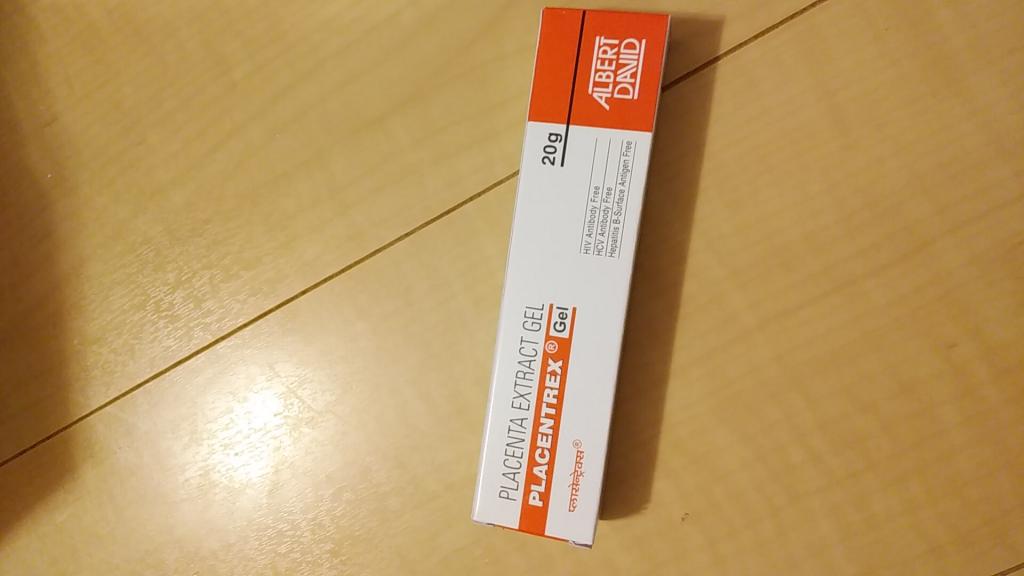 PLACENTA EXTRACT GEL
PLACENTREX® Gel
प्लासेन्ट्रेक्स®
20g
HIV Antibody Free
HCV Antibody Free
Hepatitis B-Surface Antigen Free
ALBERT
DAVID